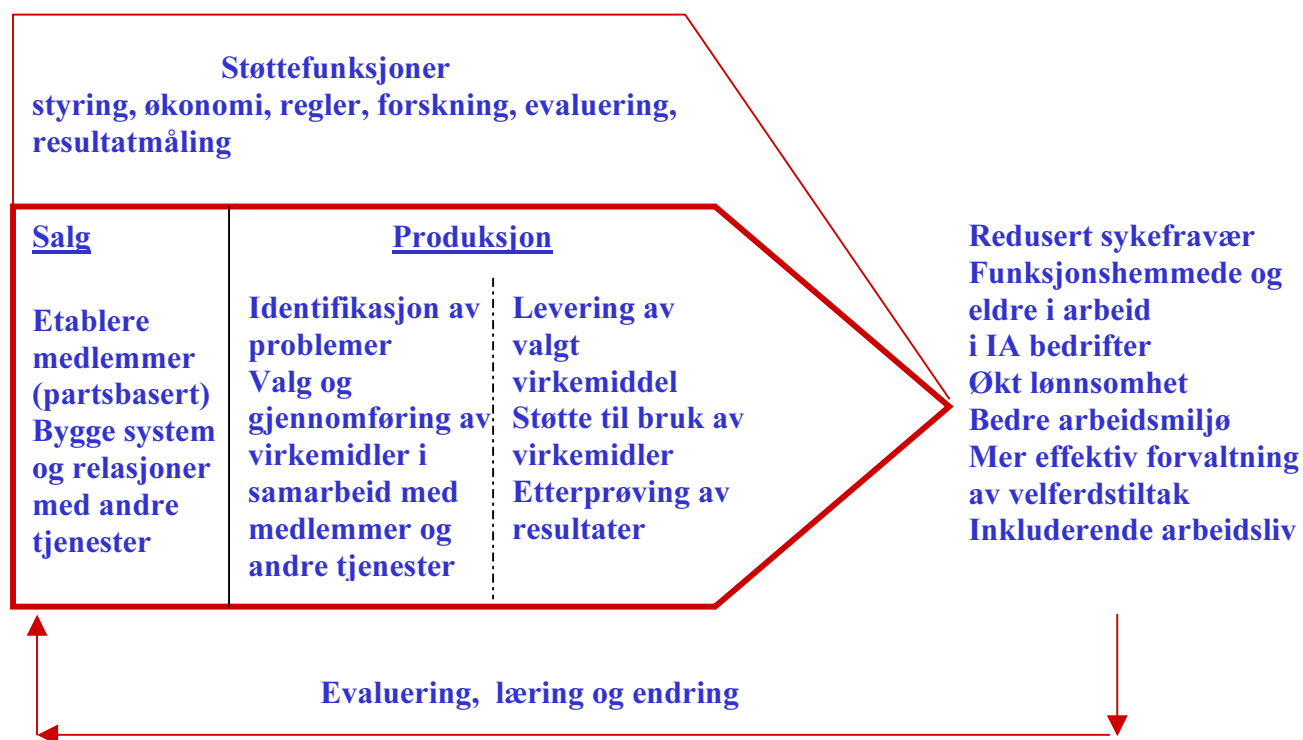 Støttefunksjoner
styring, økonomi, regler, forskning, evaluering,
resultatmåling
Salg
Etablere
medlemmer
(partsbasert)
Bygge system
og relasjoner
med andre
tjenester
Produksjon
Identifikasjon av
problemer
Valg og
gjennomføring av
virkemidler i
samarbeid med
medlemmer og
andre tjenester
Levering av
valgt
virkemiddel
Støtte til bruk av
virkemidler
Etterprøving av
resultater
Redusert sykefravær
Funksjonshemmede og
eldre i arbeid
i IA bedrifter
Økt lønnsomhet
Bedre arbeidsmiljø
Mer effektiv forvaltning
av velferdstiltak
Inkluderende arbeidsliv
Evaluering, læring og endring